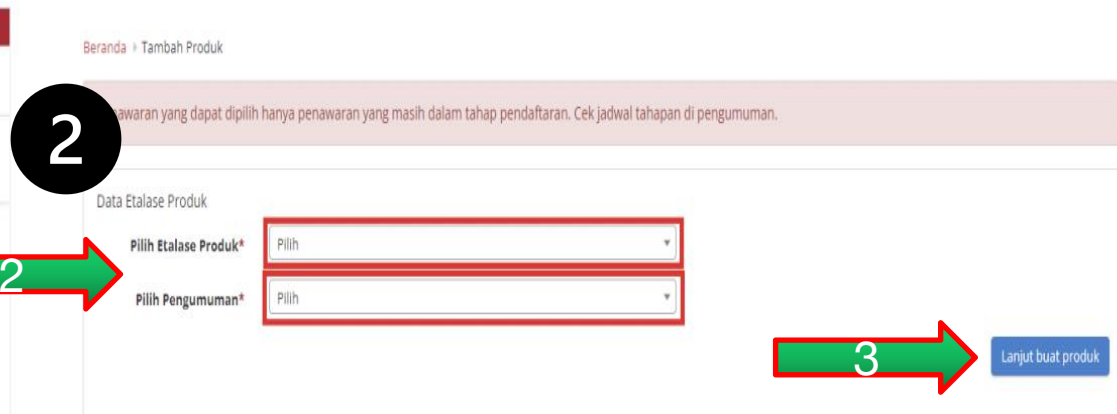 Beranda › Tambah Produk
awaran yang dapat dipilih hanya penawaran yang masih dalam tahap pendaftaran. Cek jadwal tahapan di pengumuman.
2
Data Etalase Produk
Pilih Etalase Produk* Pilih
2
Pilih Pengumuman* Pilih
3 Lanjut buat produk